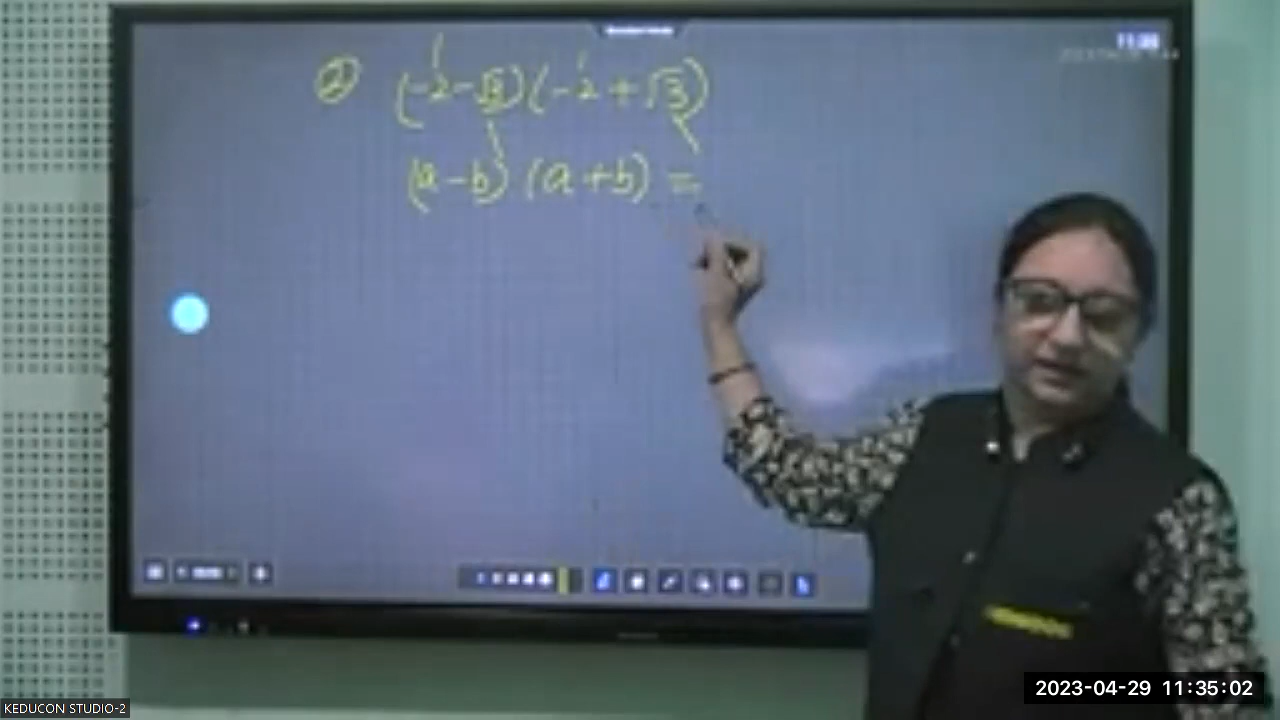 ② (-2-√3)(-2+√3)
(a-b) (a+b) =
2023-04-29 11:35:02
KEDUCON STUDIO-2